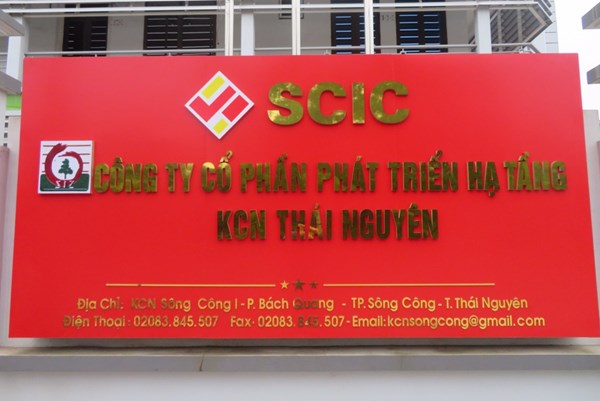 SCIC
SIZ
CÔNG TY CỔ PHẦN PHÁT TRIỂN HẠ TẦNG
KCN THÁI NGUYÊN
Địa Chỉ: KCN Sông Công I - P. Bách Quang - TP.Sông Công - T. Thái Nguyên
Điện Thoại : 02083.845.507 Fax- 02083.845.507 - Email: kcnsongcong@gmail.com